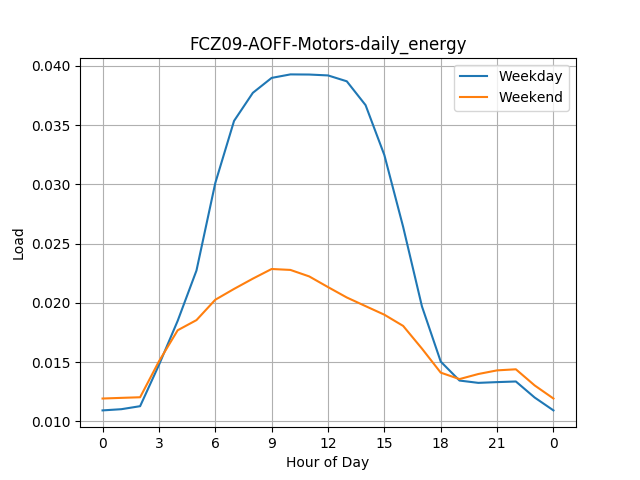 FCZ09-AOFF-Motors-daily_energy
Weekday
Weekend
0.040
0.035
0.030
0.025
0.020
0.015
0.010
Load
0 3 6 9 12 15 18 21 0
Hour of Day